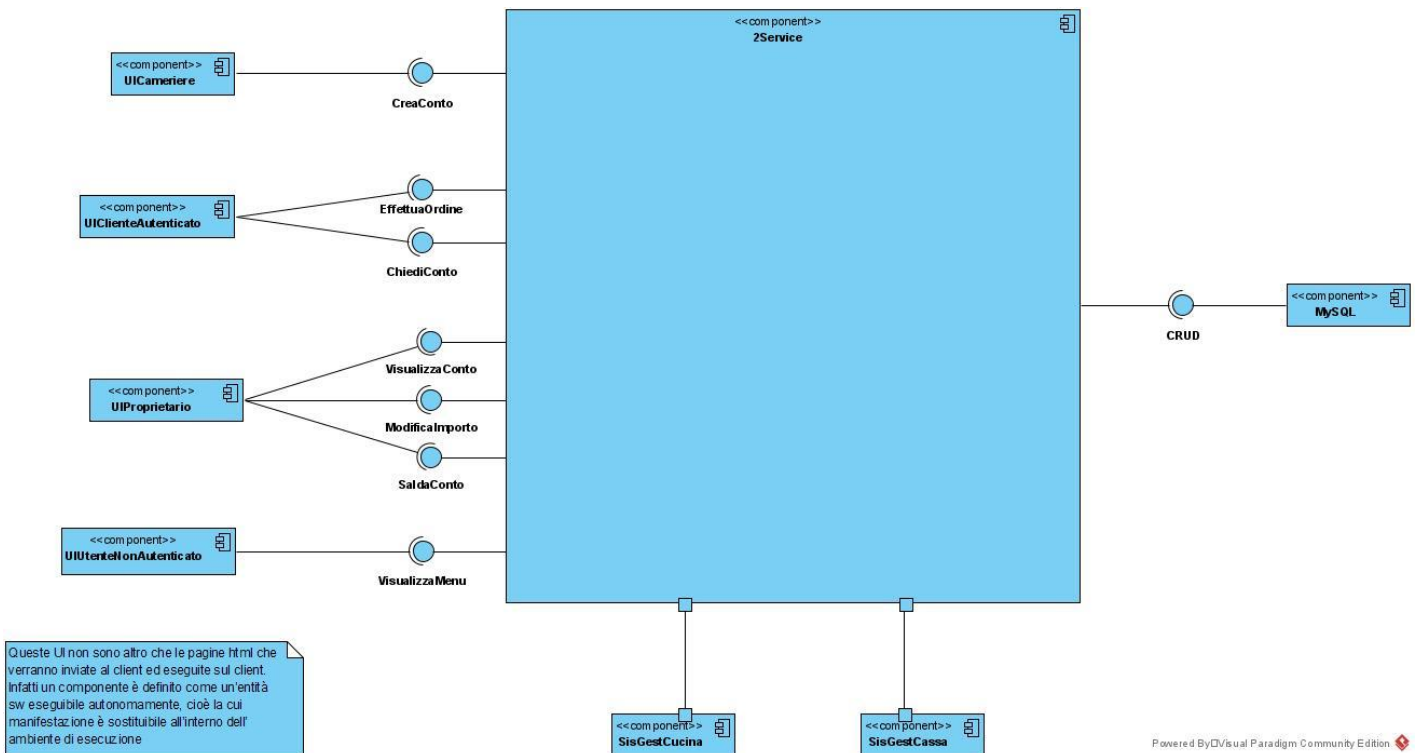 <<component>>
2Service
<<component>>
UICameriere
CreaConto
<<component>>
UIClienteAutenticato
EffettuaOrdine
ChiediConto
<<component>>
MySQL
CRUD
VisualizzaConto
<<component>>
UIProprietario
ModificaImporto
SaldaConto
<<component>>
UIUtenteNonAutenticato
VisualizzaMenu
Queste UI non sono altro che le pagine html che
verranno inviate al client ed eseguite sul client.
Infatti un componente è definito come un'entità
sw eseguibile autonomamente, cioè la cui
manifestazione è sostituibile all'interno dell'
ambiente di esecuzione
<<component>>
SisGestCucina
<<component>>
SisGestCassa
Powered By□Visual Paradigm Community Edition